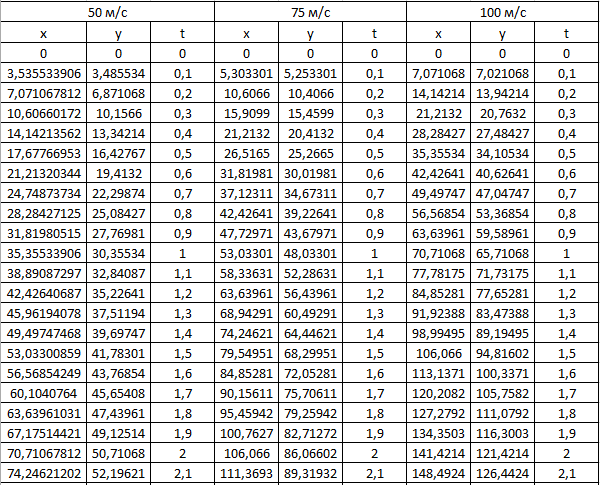 50 м/с 75 м/с 100 м/с
x y t x y t x y t
0 0 0 0 0 0 0 0 0
3,535533906 3,485534 0,1 5,303301 5,253301 0,1 7,071068 7,021068 0,1
7,071067812 6,871068 0,2 10,6066 10,4066 0,2 14,14214 13,94214 0,2
10,60660172 10,1566 0,3 15,9099 15,4599 0,3 21,2132 20,7632 0,3
14,14213562 13,34214 0,4 21,2132 20,4132 0,4 28,28427 27,48427 0,4
17,67766953 16,42767 0,5 26,5165 25,2665 0,5 35,35534 34,10534 0,5
21,21320344 19,4132 0,6 31,81981 30,01981 0,6 42,42641 40,62641 0,6
24,74873734 22,29874 0,7 37,12311 34,67311 0,7 49,49747 47,04747 0,7
28,28427125 25,08427 0,8 42,42641 39,22641 0,8 56,56854 53,36854 0,8
31,81980515 27,76981 0,9 47,72971 43,67971 0,9 63,63961 59,58961 0,9
35,35533906 30,35534 1 53,03301 48,03301 1 70,71068 65,71068 1
38,89087297 32,84087 1,1 58,33631 52,28631 1,1 77,78175 71,73175 1,1
42,42640687 35,22641 1,2 63,63961 56,43961 1,2 84,85281 77,65281 1,2
45,96194078 37,51194 1,3 68,94291 60,49291 1,3 91,92388 83,47388 1,3
49,49747468 39,69747 1,4 74,24621 64,44621 1,4 98,99495 89,19495 1,4
53,03300859 41,78301 1,5 79,54951 68,29951 1,5 106,066 94,81602 1,5
56,56854249 43,76854 1,6 84,85281 72,05281 1,6 113,1371 100,3371 1,6
60,1040764 45,65408 1,7 90,15611 75,70611 1,7 120,2082 105,7582 1,7
63,63961031 47,43961 1,8 95,45942 79,25942 1,8 127,2792 111,0792 1,8
67,17514421 49,12514 1,9 100,7627 82,71272 1,9 134,3503 116,3003 1,9
70,71067812 50,71068 2 106,066 86,06602 2 141,4214 121,4214 2
74,24621202 52,19621 2,1 111,3693 89,31932 2,1 148,4924 126,4424 2,1